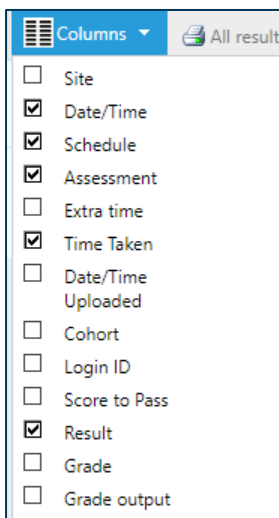 Columns All result
Site
Date/Time
Schedule
Assessment
Extra time
Time Taken
Date/Time
Uploaded
Cohort
Login ID
Score to Pass
Result
Grade
Grade output